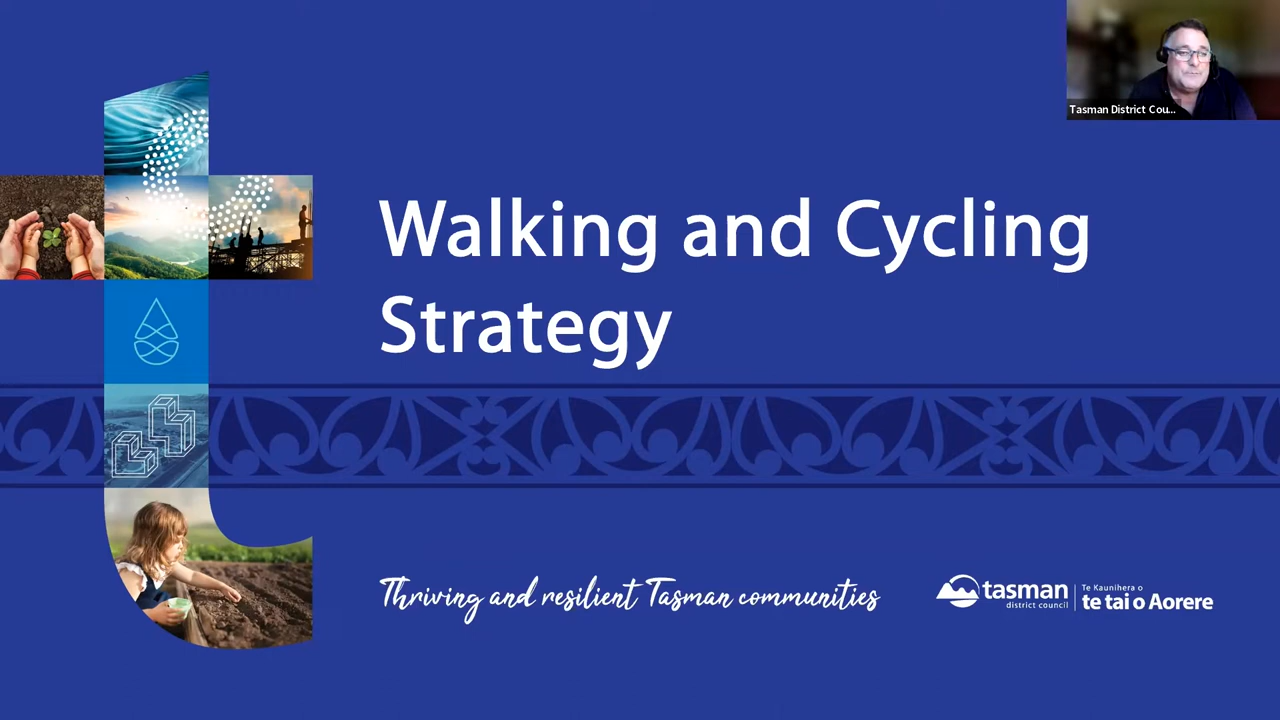 Tasman District Cou...
Walking and Cycling
Strategy
Thriving and resilient Tasman communities
tasman
district council
Te Kaunihera o
te tai o Aorere